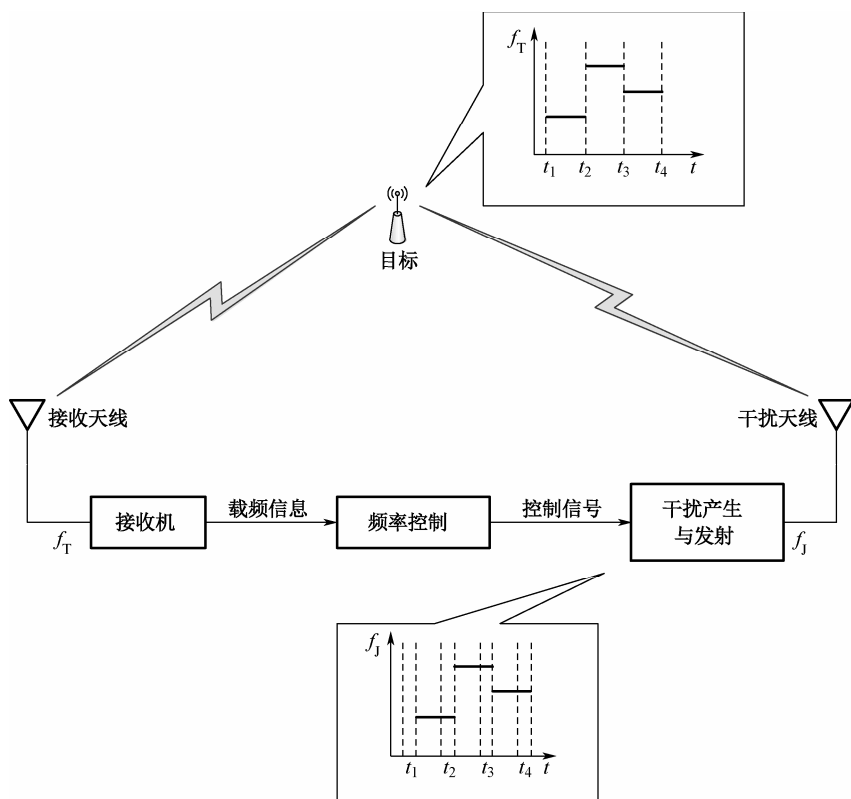 f_T
t_1 t_2 t_3 t_4 t
目标
接收天线
干扰天线
接收机
载频信息
频率控制
控制信号
干扰产生
与发射
f_T
f_J
f_J
t_1 t_2 t_3 t_4 t